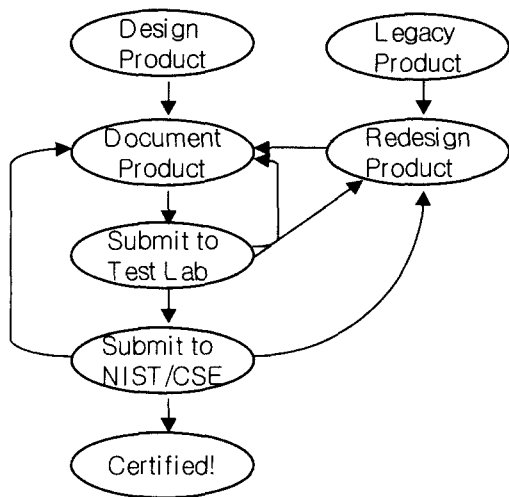 Design
Product
Legacy
Product
Document
Product
Redesign
Product
Submit to
Test Lab
Submit to
NIST/CSE
Certified!